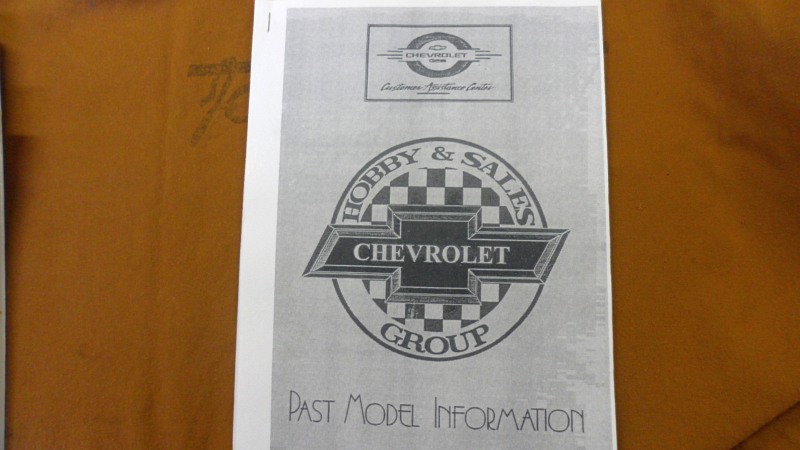 CHEVROLET
Customer Assistance Center
HOBBY & SALES
CHEVROLET
GROUP
PAST MODEL INFORMATION